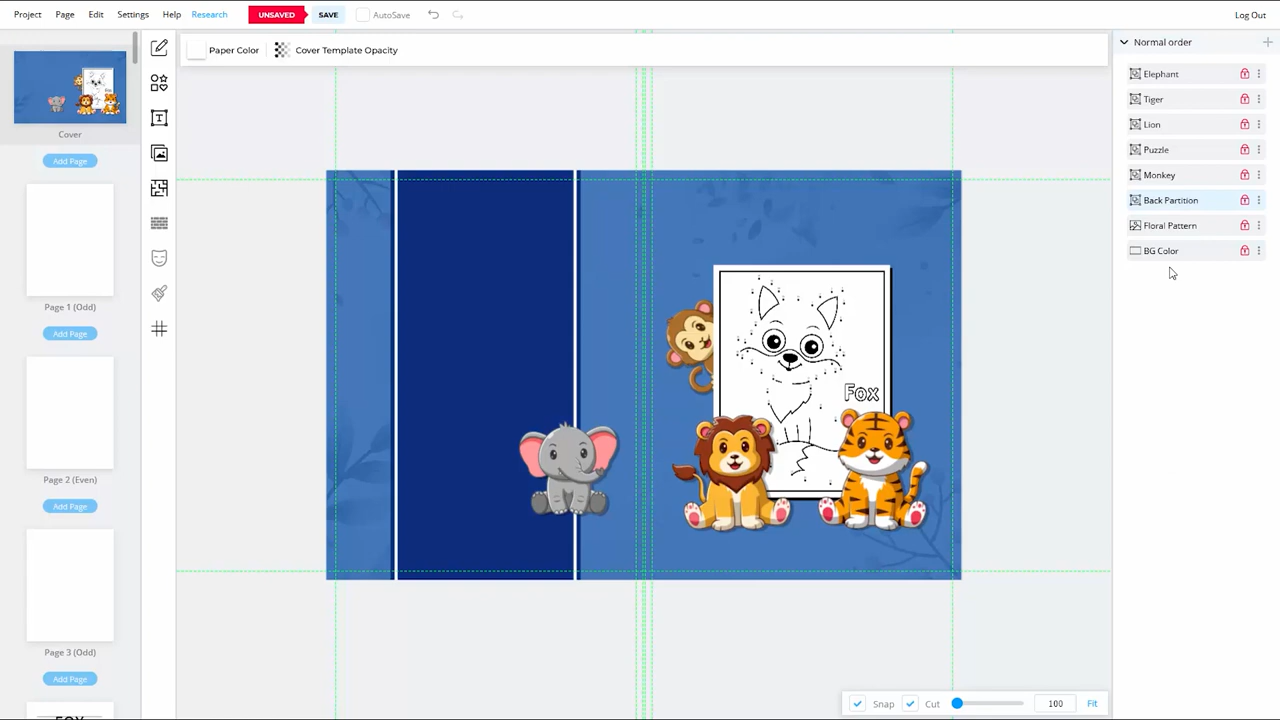 Project Page Edit Settings Help Research UNSAVED SAVE AutoSave Log Out
Paper Color Cover Template Opacity
Cover
Add Page
Page 1 (Odd)
Add Page
Page 2 (Even)
Add Page
Page 3 (Odd)
Add Page
FOX
Fox
Normal order
Elephant
Tiger
Lion
Puzzle
Monkey
Back Partition
Floral Pattern
BG Color
Snap Cut 100 Fit